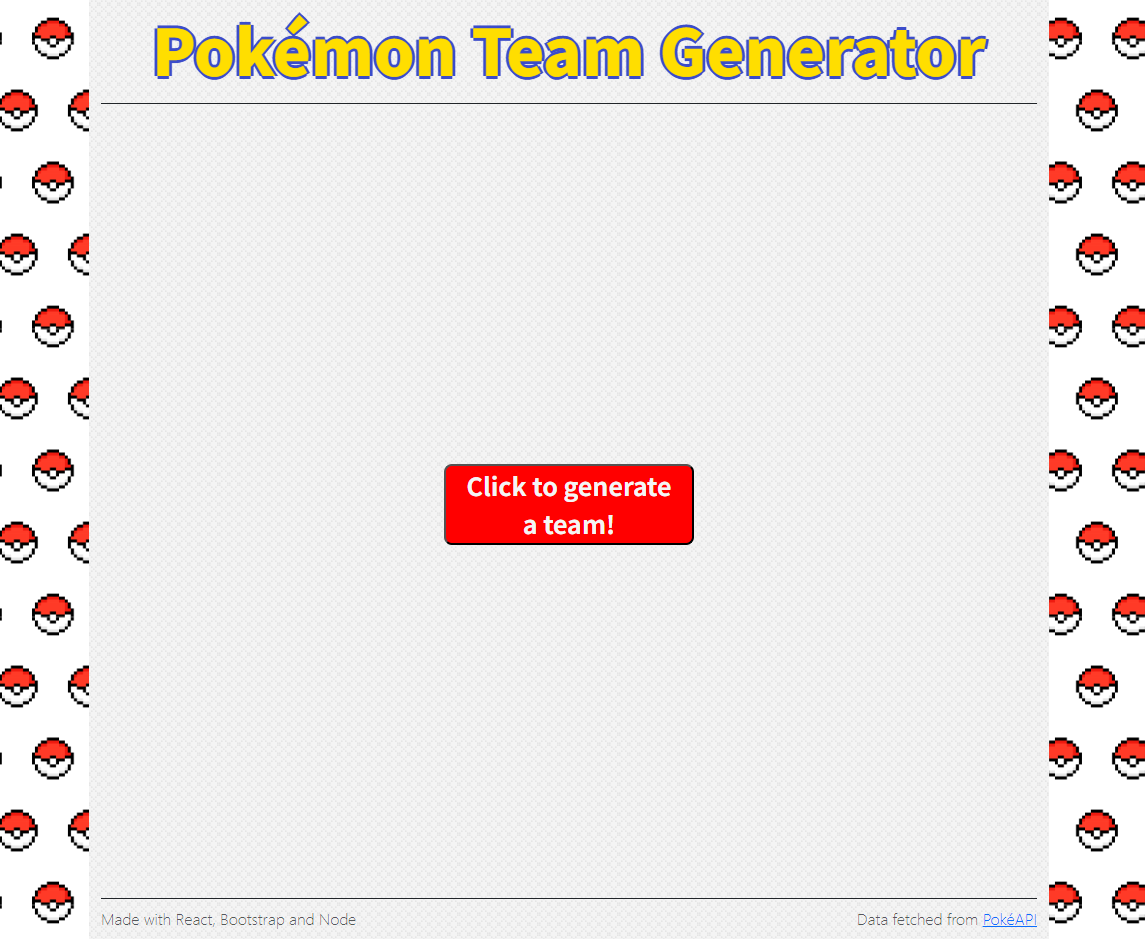 Pokémon Team Generator
Click to generate
a team!
Made with React, Bootstrap and Node
Data fetched from PokéAPI